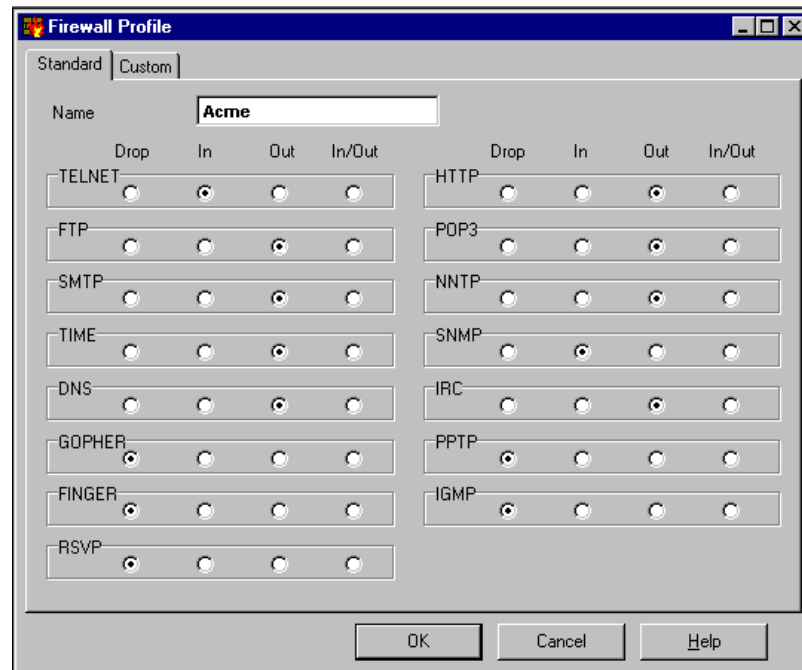 Firewall Profile
Standard Custom
Name Acme
Drop In Out In/Out Drop In Out In/Out
TELNET HTTP
FTP POP3
SMTP NNTP
TIME SNMP
DNS IRC
GOPHER PPTP
FINGER IGMP
RSVP
OK Cancel Help